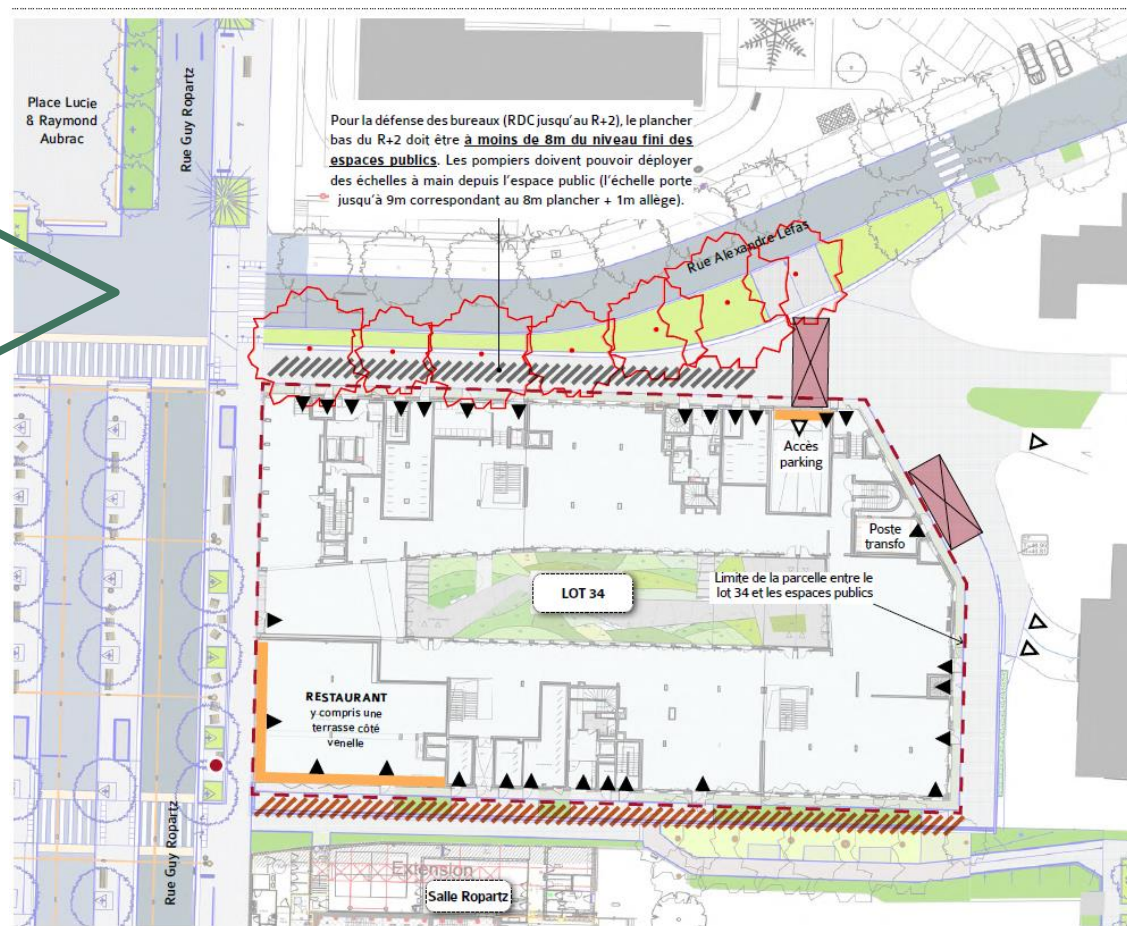 Place Lucie
& Raymond
Aubrac
Rue Guy Ropartz
Pour la défense des bureaux (RDC jusqu'au R+2), le plancher
bas du R+2 doit être à moins de 8m du niveau fini des
espaces publics. Les pompiers doivent pouvoir déployer
des échelles à main depuis l'espace public (l'échelle porte
jusqu'à 9m correspondant au 8m plancher + 1m allège).
Rue Alexandre Lefas
Accès
parking
Poste
transfo
LOT 34
Limite de la parcelle entre le
lot 34 et les espaces publics
RESTAURANT
y compris une
terrasse côté
venelle
Rue Guy Ropartz
Extension
Salle Ropartz